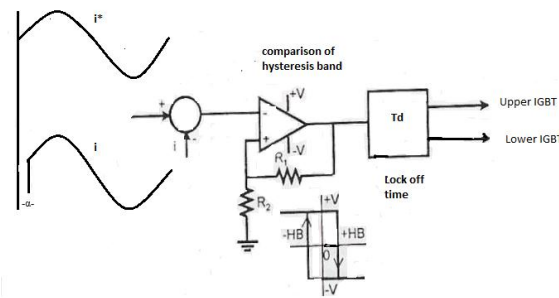 i*
comparison of
hysteresis band
+V
+
-
Td
Upper IGBT
i
-
+
-V
Lower IGBT
i
R1
Lock off
time
-α-
R2
+V
-HB
+HB
0
-V